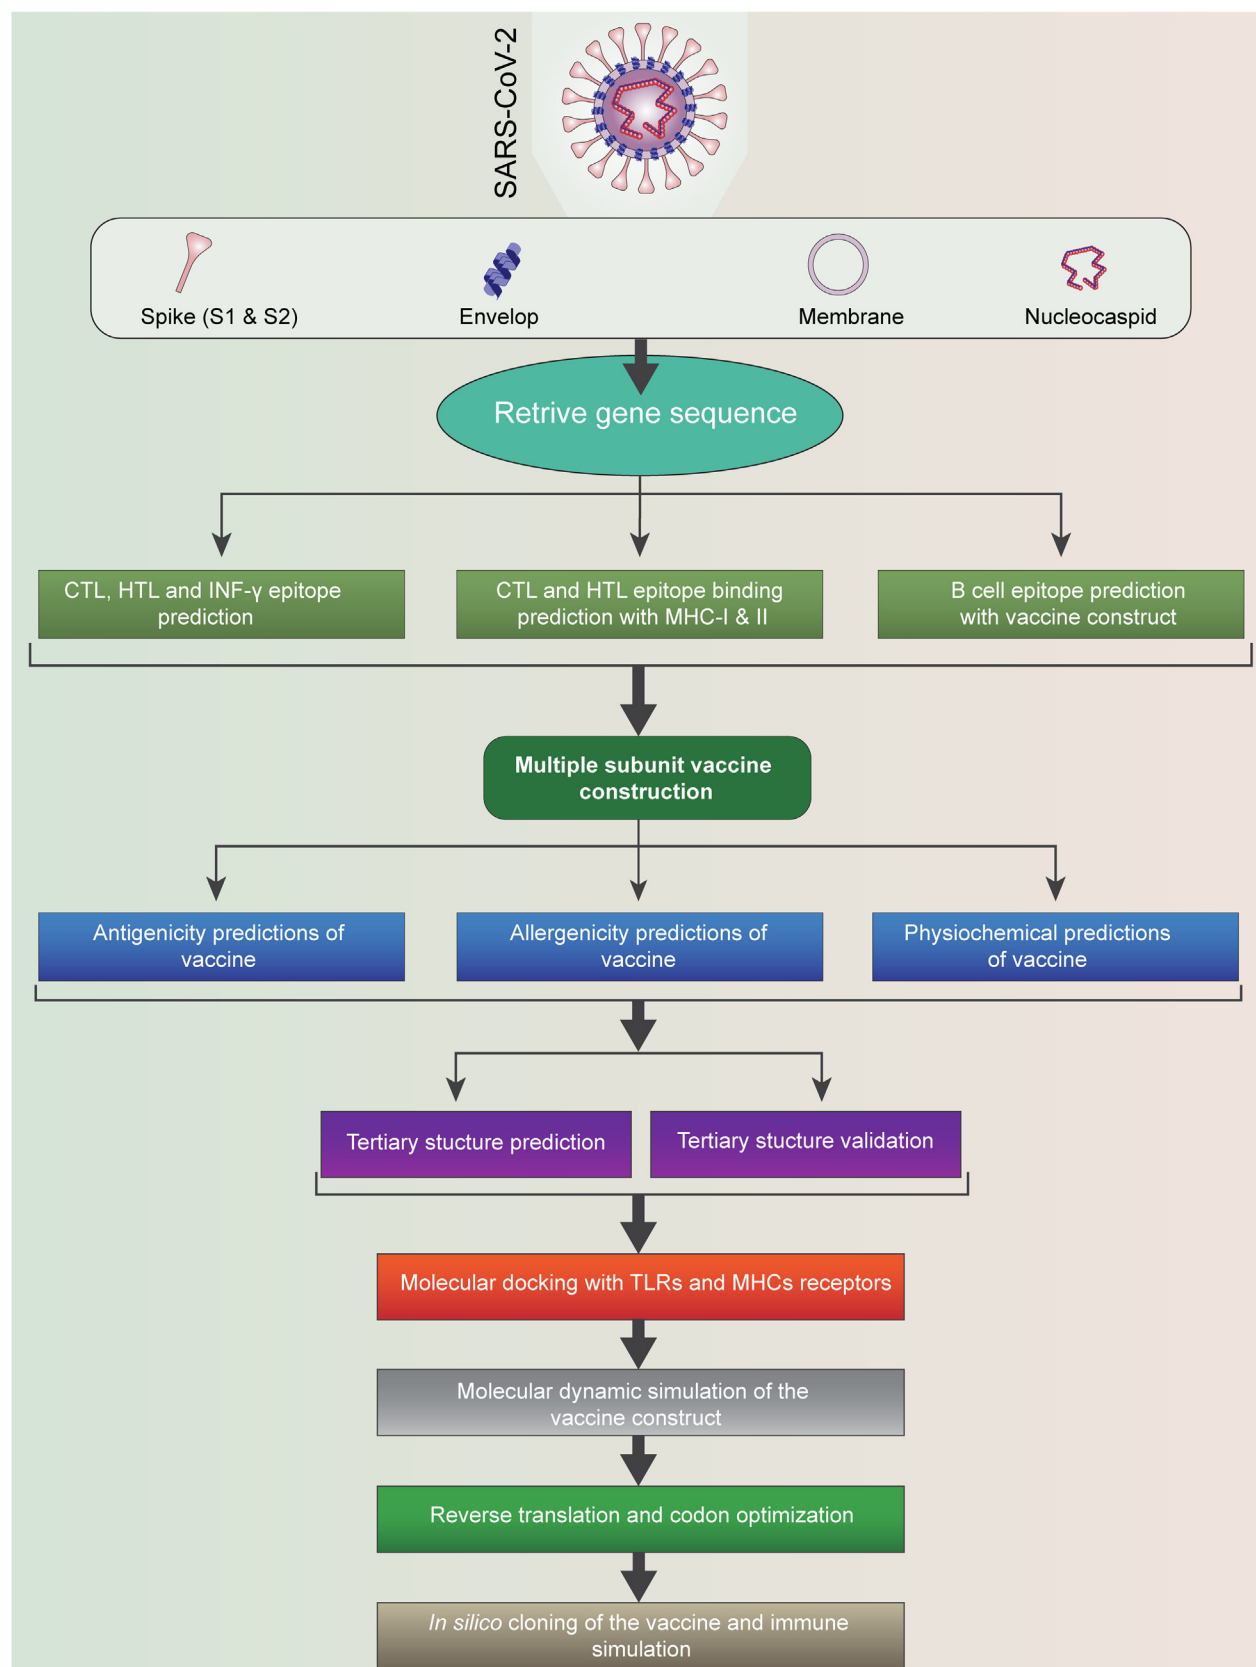 SARS-CoV-2
Spike (S1 & S2)
Envelop
Membrane
Nucleocaspid
Retrive gene sequence
CTL, HTL and INF-γ epitope
prediction
CTL and HTL epitope binding
prediction with MHC-I & II
B cell epitope prediction
with vaccine construct
Multiple subunit vaccine
construction
Antigenicity predictions of
vaccine
Allergenicity predictions of
vaccine
Physiochemical predictions
of vaccine
Tertiary stucture prediction
Tertiary stucture validation
Molecular docking with TLRs and MHCs receptors
Molecular dynamic simulation of the
vaccine construct
Reverse translation and codon optimization
In silico cloning of the vaccine and immune
simulation